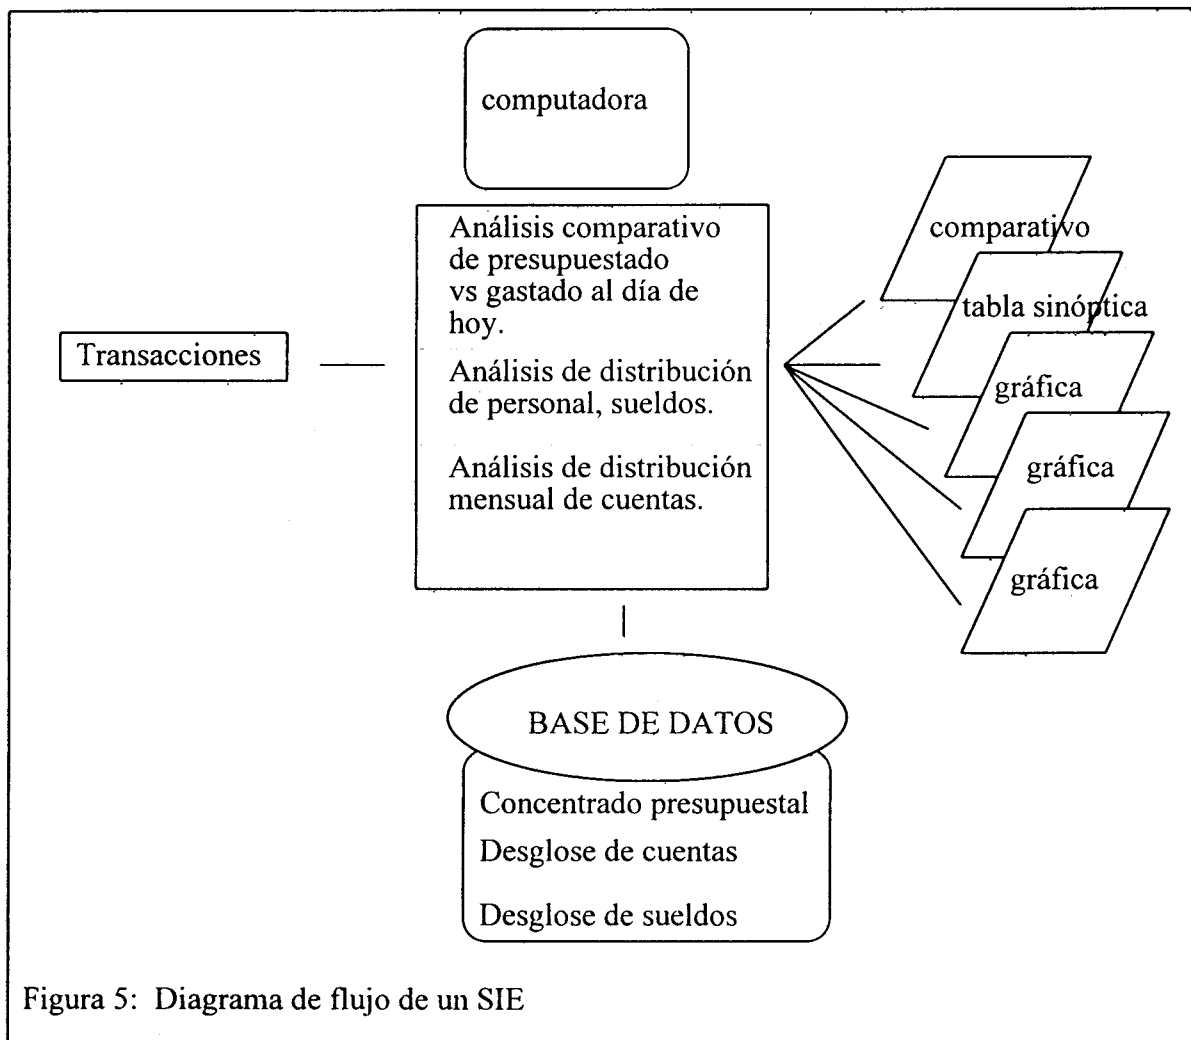 computadora
Análisis comparativo
de presupuestado
vs gastado al día de
hoy.
Análisis de distribución
de personal, sueldos.
Análisis de distribución
mensual de cuentas.
Transacciones
comparativo
tabla sinóptica
gráfica
gráfica
gráfica
BASE DE DATOS
Concentrado presupuestal
Desglose de cuentas
Desglose de sueldos
Figura 5: Diagrama de flujo de un SIE